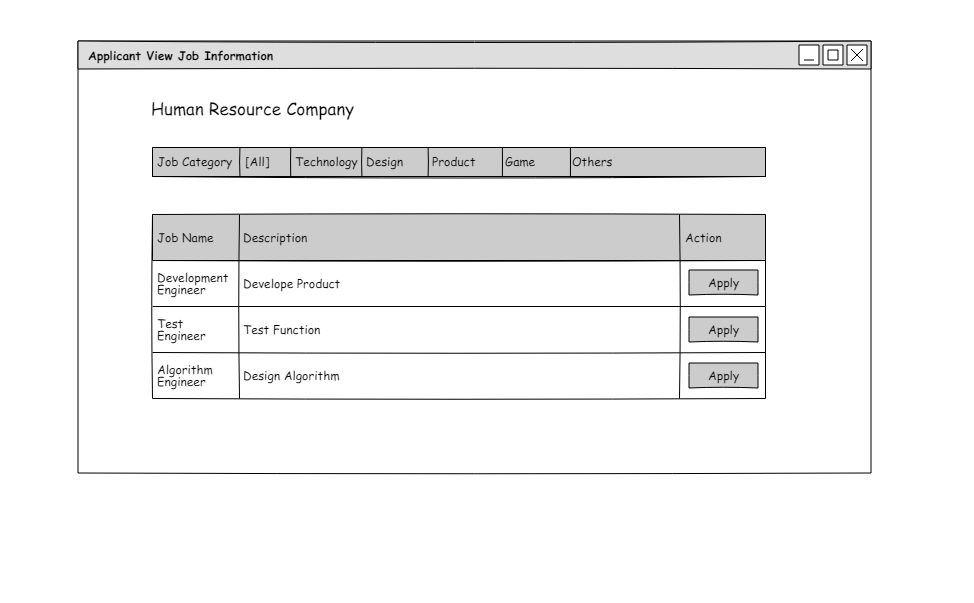 Applicant View Job Information
Human Resource Company
Job Category [All] Technology Design Product Game Others
Job Name Description Action
Development
Engineer
Develope Product
Apply
Test
Engineer
Test Function
Apply
Algorithm
Engineer
Design Algorithm
Apply